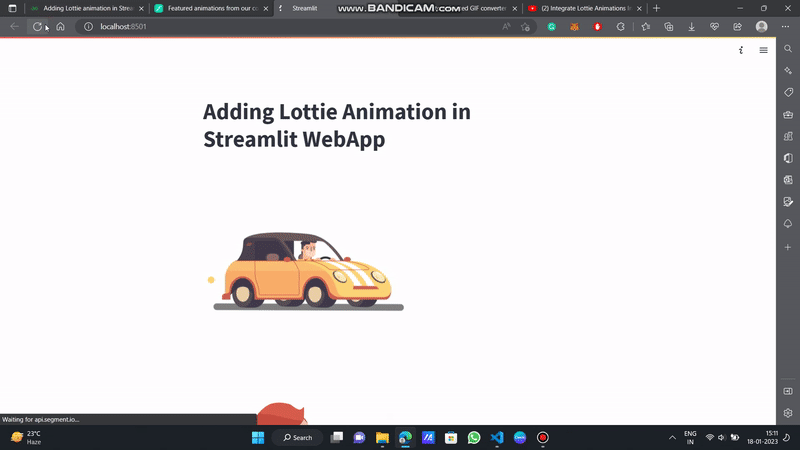 Adding Lottie animation in Strea
Featured animations from our co
Streamlit
WWW.BANDICAM.COM
ed GIF converter
(2) Integrate Lottie Animations I
localhost:8501
Adding Lottie Animation in
Streamlit WebApp
Waiting for api.segment.io...
23°C
Haze
Search
ENG
IN
15:11
18-01-2023